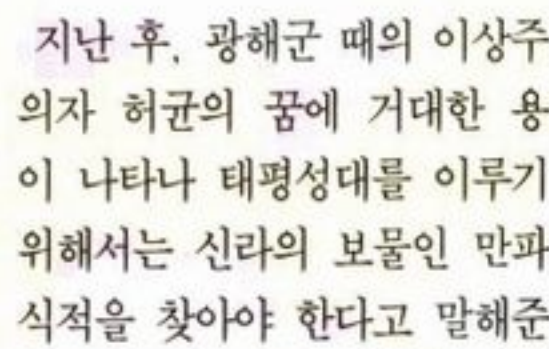 지난 후, 광해군 때의 이상주
의자 허균의 꿈에 거대한 용
이 나타나 태평성대를 이루기
위해서는 신라의 보물인 만파
식적을 찾아야 한다고 말해준